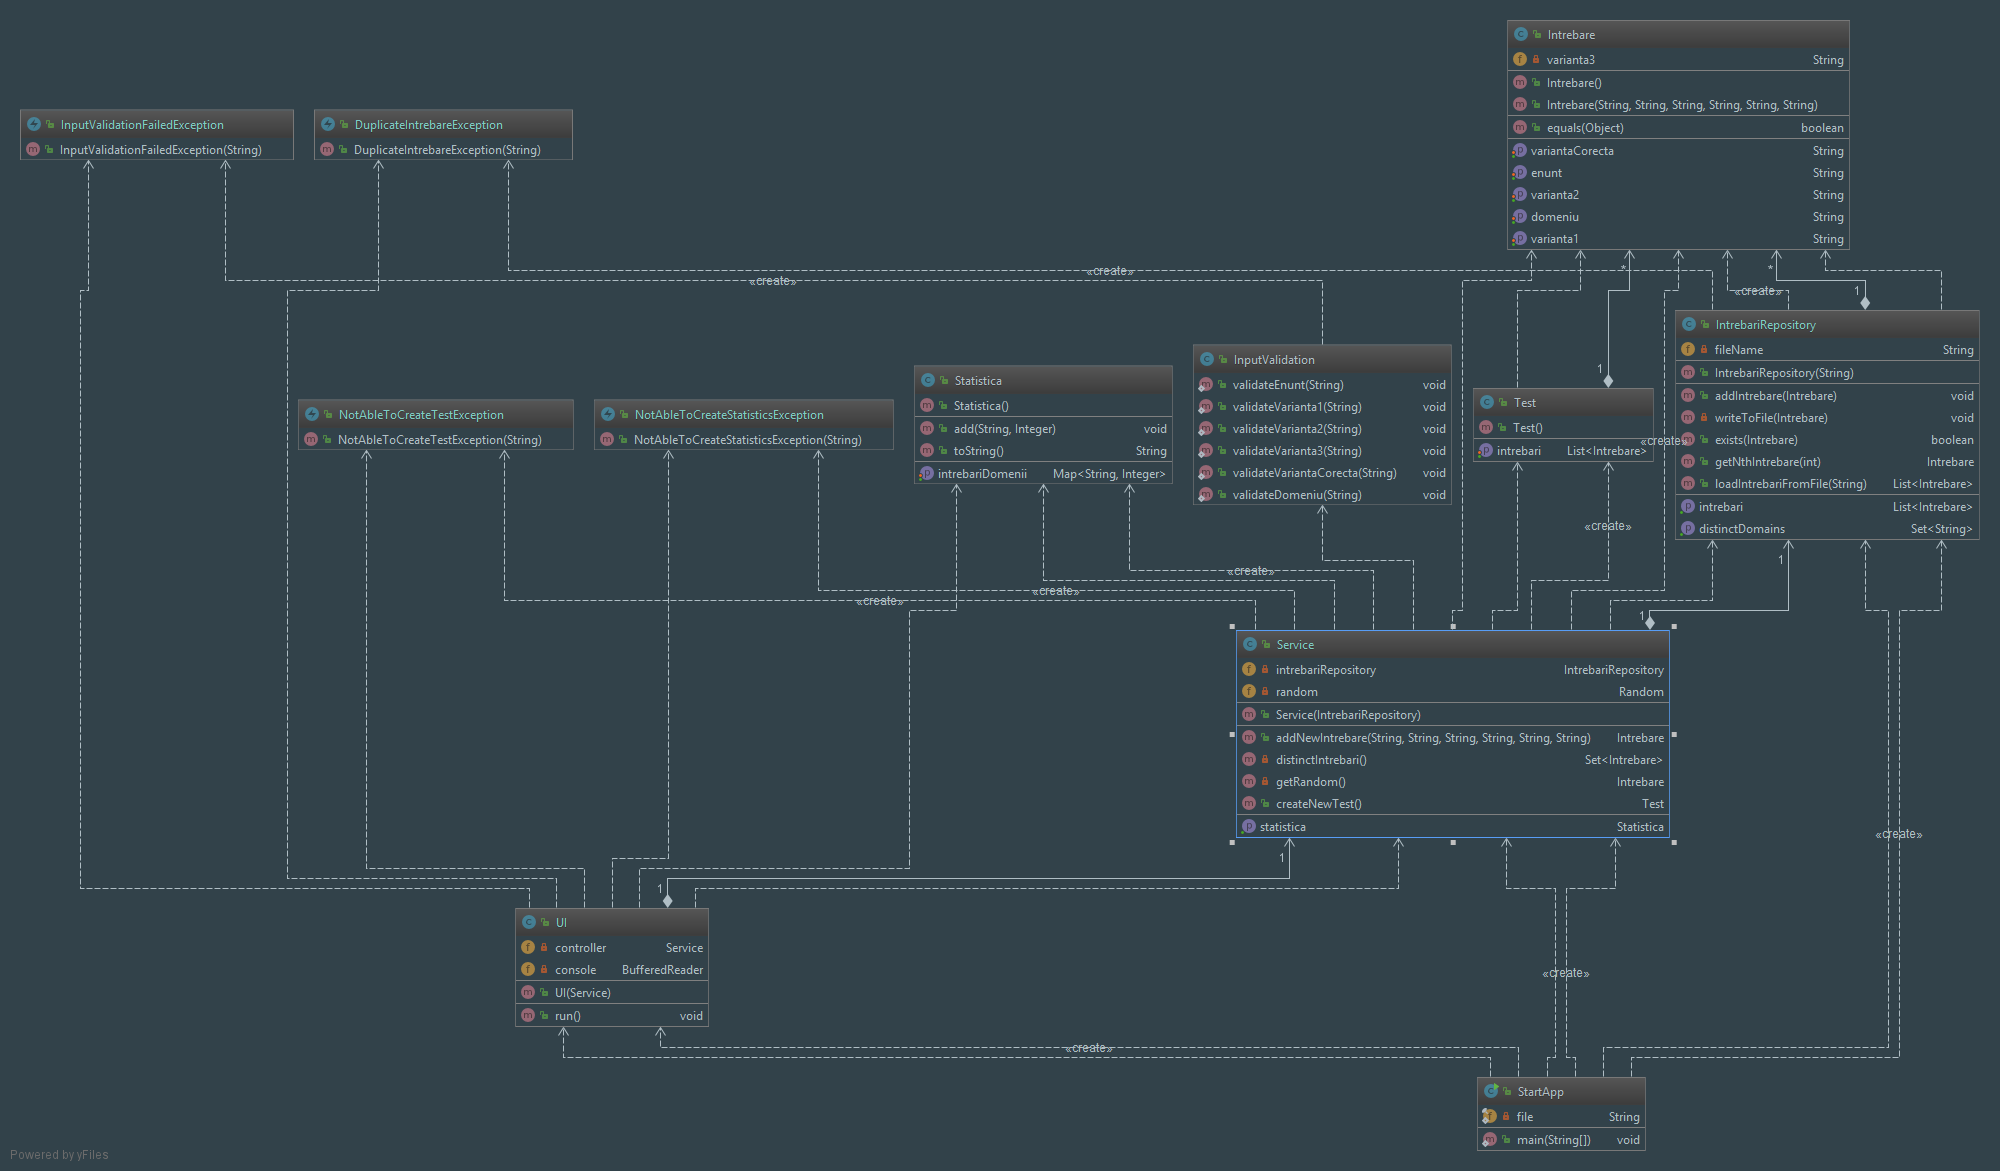 Intrebare
varianta3 String
Intrebare()
Intrebare(String, String, String, String, String, String)
equals(Object) boolean
variantaCorecta String
enunt String
varianta2 String
domeniu String
varianta1 String
InputValidationFailedException
InputValidationFailedException(String)
DuplicateIntrebareException
DuplicateIntrebareException(String)
«create»
«create»
*
*
«create»
1
IntrebariRepository
fileName String
IntrebariRepository(String)
addIntrebare(Intrebare) void
writeToFile(Intrebare) void
exists(Intrebare) boolean
getNthIntrebare(int) Intrebare
loadIntrebariFromFile(String) List<Intrebare>
intrebari List<Intrebare>
distinctDomains Set<String>
InputValidation
validateEnunt(String) void
validateVarianta1(String) void
validateVarianta2(String) void
validateVarianta3(String) void
validateVariantaCorecta(String) void
validateDomeniu(String) void
Statistica
Statistica()
add(String, Integer) void
toString() String
intrebariDomenii Map<String, Integer>
1
Test
Test()
intrebari List<Intrebare>
«create»
NotAbleToCreateTestException
NotAbleToCreateTestException(String)
NotAbleToCreateStatisticsException
NotAbleToCreateStatisticsException(String)
«create»
1
«create»
«create»
«create»
1
Service
intrebariRepository IntrebariRepository
random Random
Service(IntrebariRepository)
addNewIntrebare(String, String, String, String, String, String) Intrebare
distinctIntrebari() Set<Intrebare>
getRandom() Intrebare
createNewTest() Test
statistica Statistica
«create»
1
1
UI
controller Service
console BufferedReader
UI(Service)
run() void
«create»
«create»
StartApp
file String
main(String[]) void
Powered by yFiles